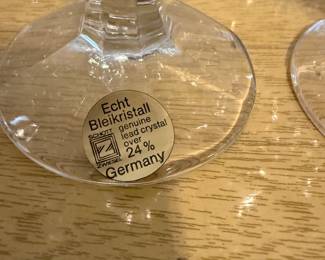 Echt
Bleikristall
genuine
lead crystal
over
24 %
Germany
SCHOTT
ZWIESEL